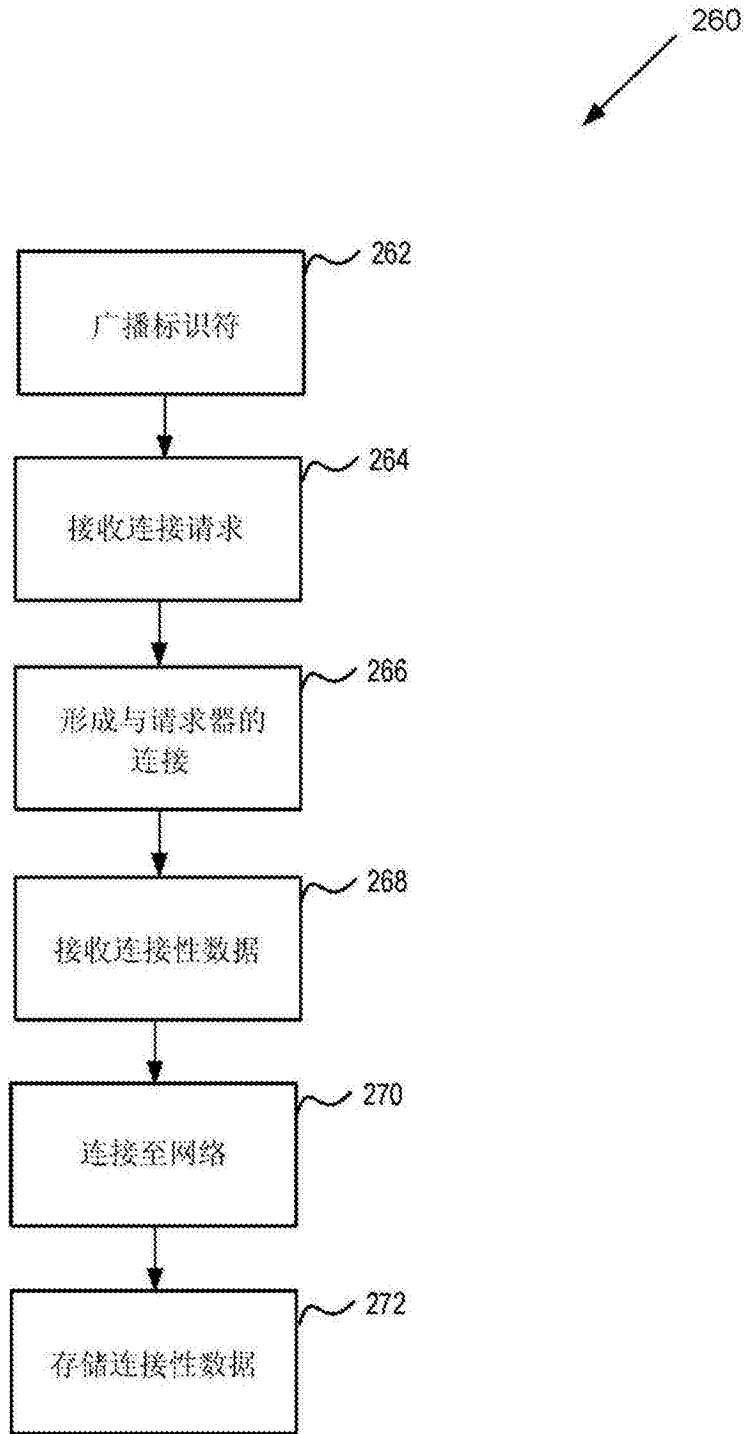 260
262
广播标识符
264
接收连接请求
266
形成与请求器的
连接
268
接收连接性数据
270
连接至网络
272
存储连接性数据